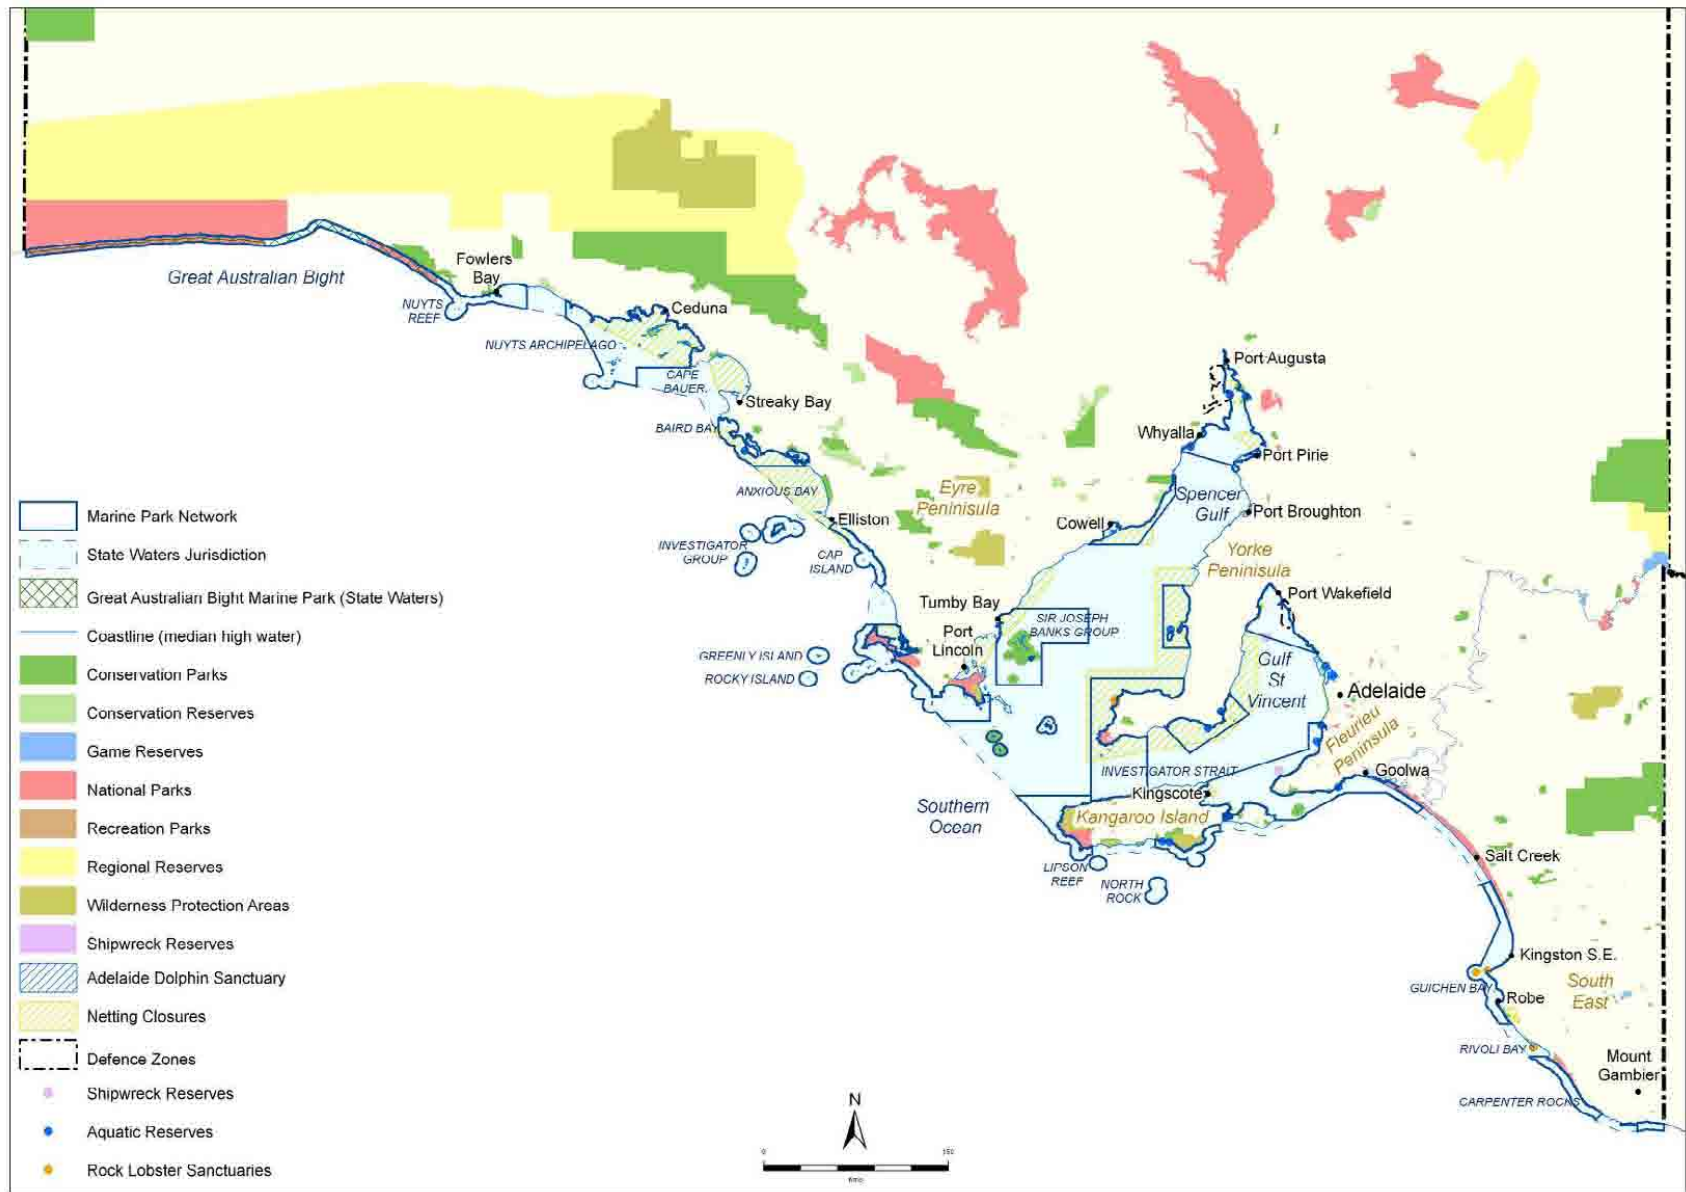 Great Australian Bight
Fowlers
Bay
NUYTS
REEF
Ceduna
NUYTS ARCHIPELAGO
CAPE
BAUER
Streaky Bay
BAIRD BAY
Port Augusta
Whyalla
Port Pirie
Eyre
Peninisula
Spencer
Gulf
ANXIOUS BAY
Port Broughton
Elliston
Cowell
INVESTIGATOR
GROUP
CAP
ISLAND
Yorke
Peninisula
Port Wakefield
Tumby Bay
SIR JOSEPH
BANKS GROUP
Port
Lincoln
GREENLY ISLAND
ROCKY ISLAND
Gulf
St
Vincent
Adelaide
Fleurieu
Peninsula
INVESTIGATOR STRAIT
Goolwa
Kingscote
Southern
Ocean
Kangaroo Island
LIPSON
REEF
NORTH
ROCK
Salt Creek
Kingston S.E.
GUICHEN BAY
South
East
Robe
RIVOLI BAY
Mount
Gambier
CARPENTER ROCKS
Marine Park Network
State Waters Jurisdiction
Great Australian Bight Marine Park (State Waters)
Coastline (median high water)
Conservation Parks
Conservation Reserves
Game Reserves
National Parks
Recreation Parks
Regional Reserves
Wilderness Protection Areas
Shipwreck Reserves
Adelaide Dolphin Sanctuary
Netting Closures
Defence Zones
Shipwreck Reserves
Aquatic Reserves
Rock Lobster Sanctuaries
N
0